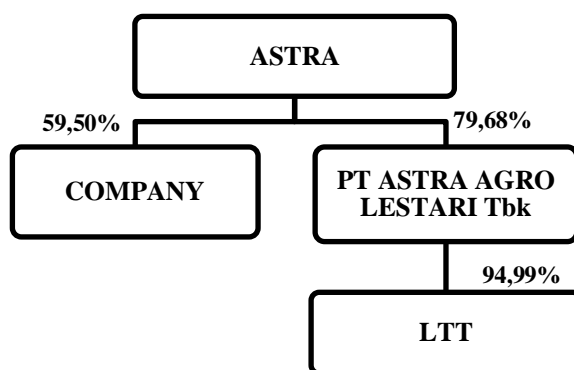 ASTRA
59,50%
79,68%
COMPANY
PT ASTRA AGRO
LESTARI Tbk
94,99%
LTT